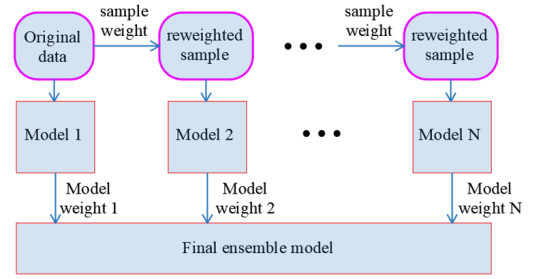 Original
data
sample
weight
reweighted
sample
sample
weight
reweighted
sample
Model 1
Model 2
Model N
Model
weight 1
Model
weight 2
Model
weight N
Final ensemble model